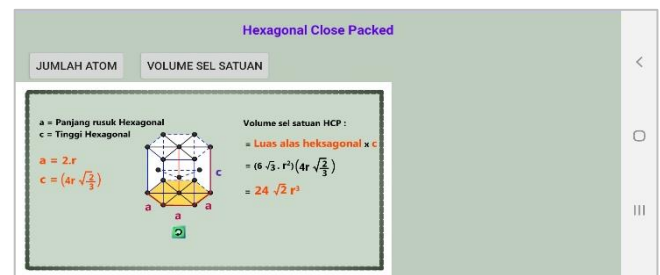 Hexagonal Close Packed
JUMLAH ATOM
VOLUME SEL SATUAN
a = Panjang rusuk Hexagonal
c = Tinggi Hexagonal
a = 2.r
c = (4r √2/3)
c
a
a
a
Volume sel satuan HCP :
= Luas alas heksagonal x c
= (6 √3 . r²)(4r √2/3)
= 24 √2 r³